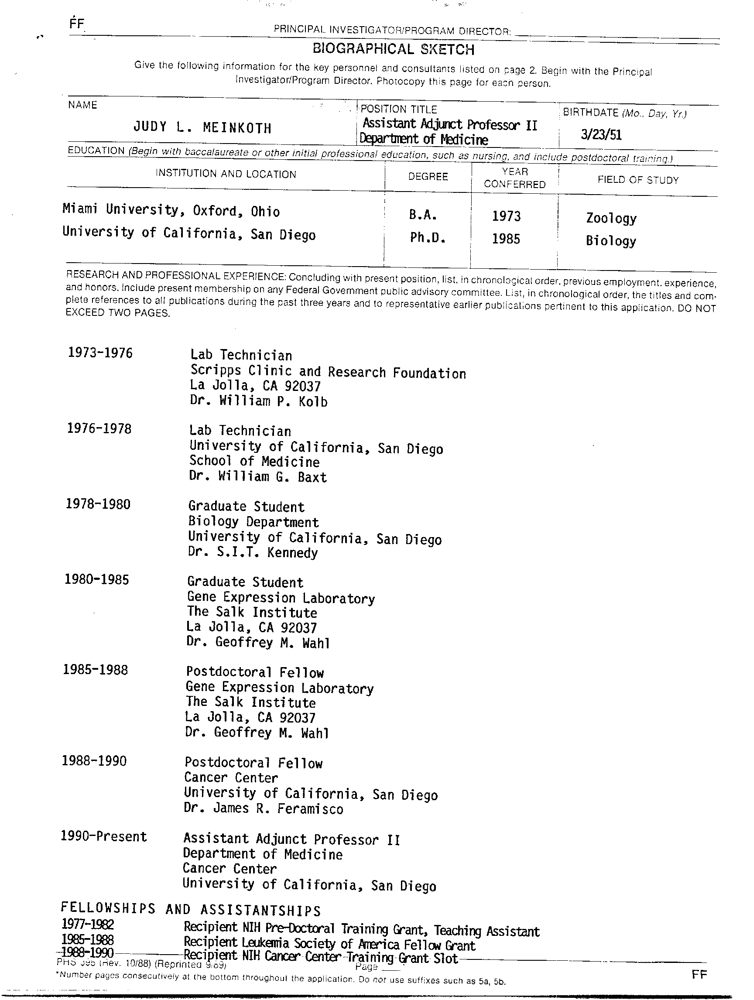 FF
PRINCIPAL INVESTIGATOR/PROGRAM DIRECTOR:
BIOGRAPHICAL SKETCH
Give the following information for the key personnel and consultants listed on page 2. Begin with the Principal
Investigator/Program Director. Photocopy this page for each person.
NAME
POSITION TITLE
BIRTHDATE (Mo., Day, Yr.)
JUDY L. MEINKOTH
Assistant Adjunct Professor II
Department of Medicine
3/23/51
EDUCATION (Begin with baccalaureate or other initial professional education, such as nursing, and include postdoctoral training.)
INSTITUTION AND LOCATION
DEGREE
YEAR
CONFERRED
FIELD OF STUDY
Miami University, Oxford, Ohio B.A. 1973 Zoology
University of California, San Diego Ph.D. 1985 Biology
RESEARCH AND PROFESSIONAL EXPERIENCE: Concluding with present position, list, in chronological order, previous employment, experience,
and honors. Include present membership on any Federal Government public advisory committee. List, in chronological order, the titles and com-
plete references to all publications during the past three years and to representative earlier publications pertinent to this application. DO NOT
EXCEED TWO PAGES.
1973-1976 Lab Technician
Scripps Clinic and Research Foundation
La Jolla, CA 92037
Dr. William P. Kolb
1976-1978 Lab Technician
University of California, San Diego
School of Medicine
Dr. William G. Baxt
1978-1980 Graduate Student
Biology Department
University of California, San Diego
Dr. S.I.T. Kennedy
1980-1985 Graduate Student
Gene Expression Laboratory
The Salk Institute
La Jolla, CA 92037
Dr. Geoffrey M. Wahl
1985-1988 Postdoctoral Fellow
Gene Expression Laboratory
The Salk Institute
La Jolla, CA 92037
Dr. Geoffrey M. Wahl
1988-1990 Postdoctoral Fellow
Cancer Center
University of California, San Diego
Dr. James R. Feramisco
1990-Present Assistant Adjunct Professor II
Department of Medicine
Cancer Center
University of California, San Diego
FELLOWSHIPS AND ASSISTANTSHIPS
1977-1982 Recipient NIH Pre-Doctoral Training Grant, Teaching Assistant
1985-1988 Recipient Leukemia Society of America Fellow Grant
1988-1990 Recipient NIH Cancer Center Training Grant Slot
PHS 398 (Rev. 10/88) (Reprinted 9/89) Page
*Number pages consecutively at the bottom throughout the application. Do not use suffixes such as 5a, 5b.
FF